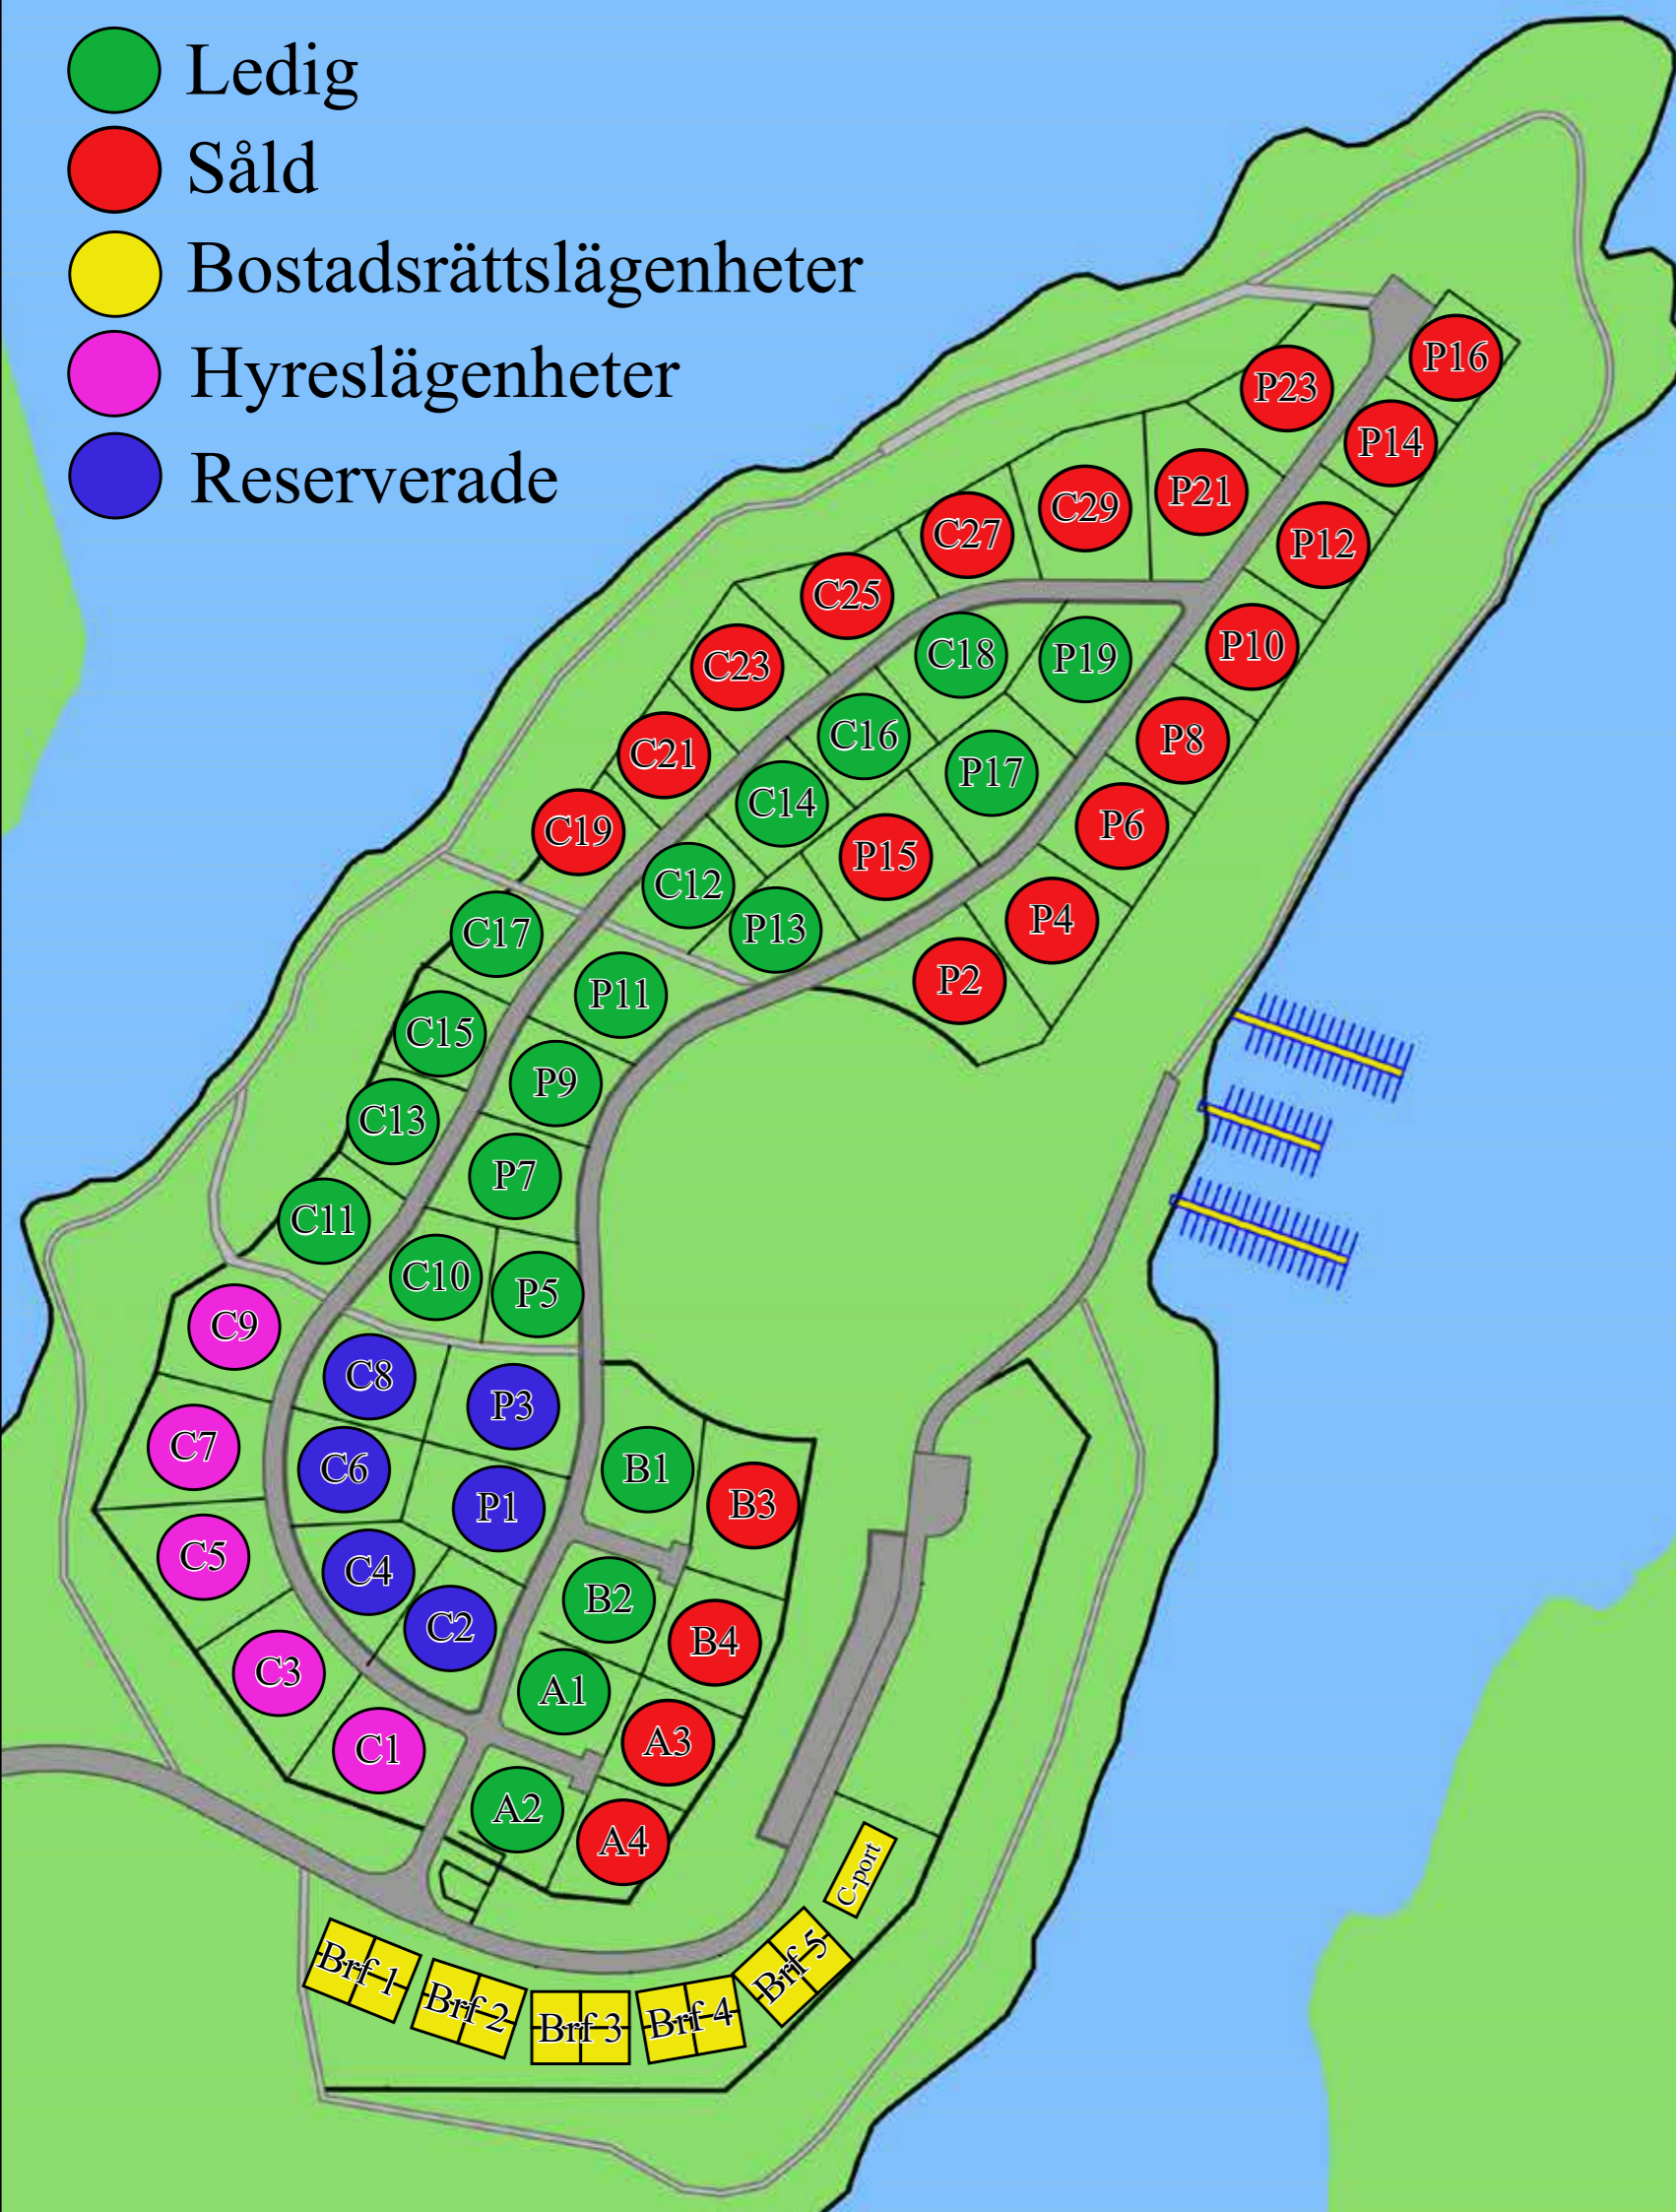 Ledig
Såld
Bostadsrättslägenheter
Hyreslägenheter
Reserverade
P16
P23
P14
P21
C29
C27
P12
C25
P10
C18
P19
C23
P8
C16
C21
P17
C14
P6
C19
P15
C12
P4
P13
C17
P2
P11
C15
P9
C13
P7
C11
C10
P5
C9
C8
P3
C7
C6
B1
P1
B3
C5
C4
B2
C2
B4
C3
A1
A3
C1
A2
A4
C-port
Brf 1
Brf 2
Brf 3
Brf 4
Brf 5